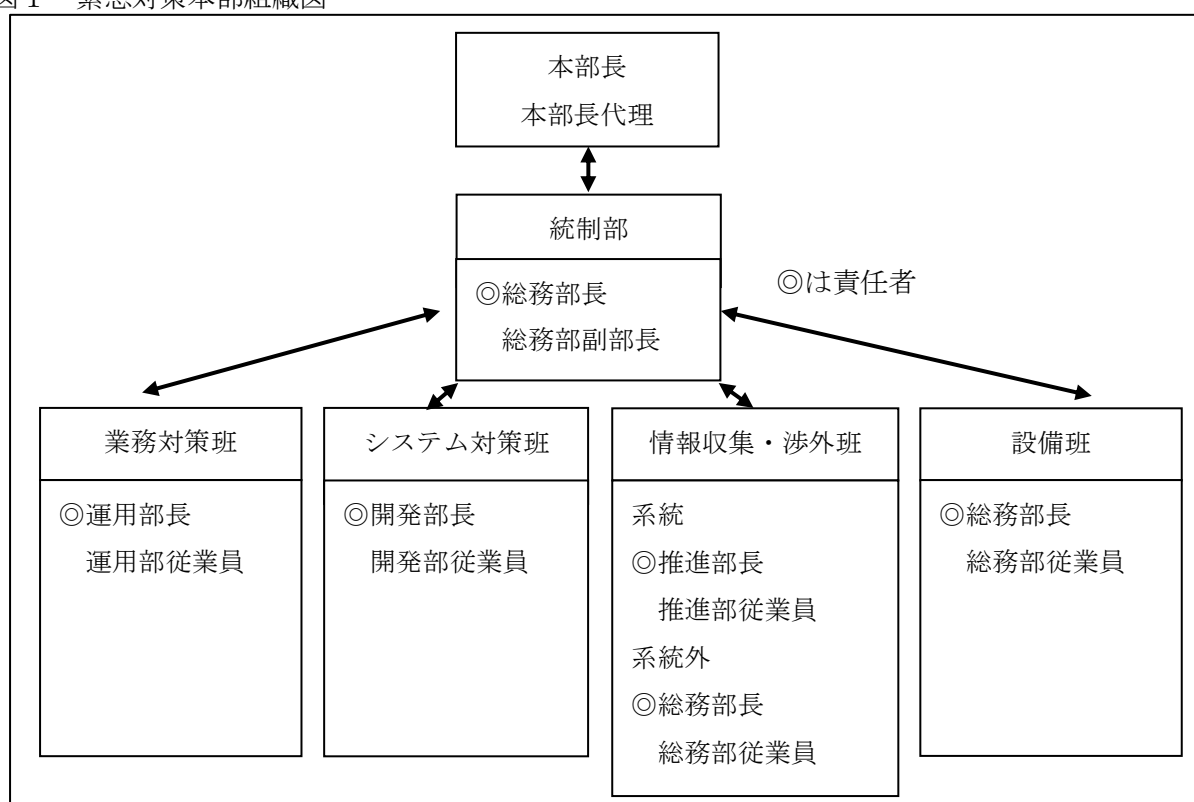 図1 緊急対策本部組織図
本部長
本部長代理
統制部
◎総務部長
総務部副部長
◎は責任者
業務対策班
◎運用部長
運用部従業員
システム対策班
◎開発部長
開発部従業員
情報収集・渉外班
系統
◎推進部長
推進部従業員
系統外
◎総務部長
総務部従業員
設備班
◎総務部長
総務部従業員